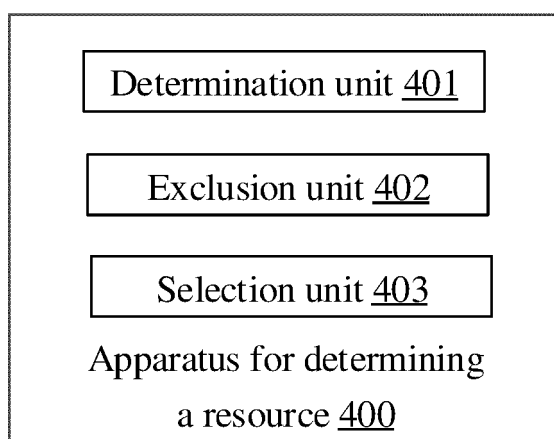 Determination unit 401
Exclusion unit 402
Selection unit 403
Apparatus for determining
a resource 400